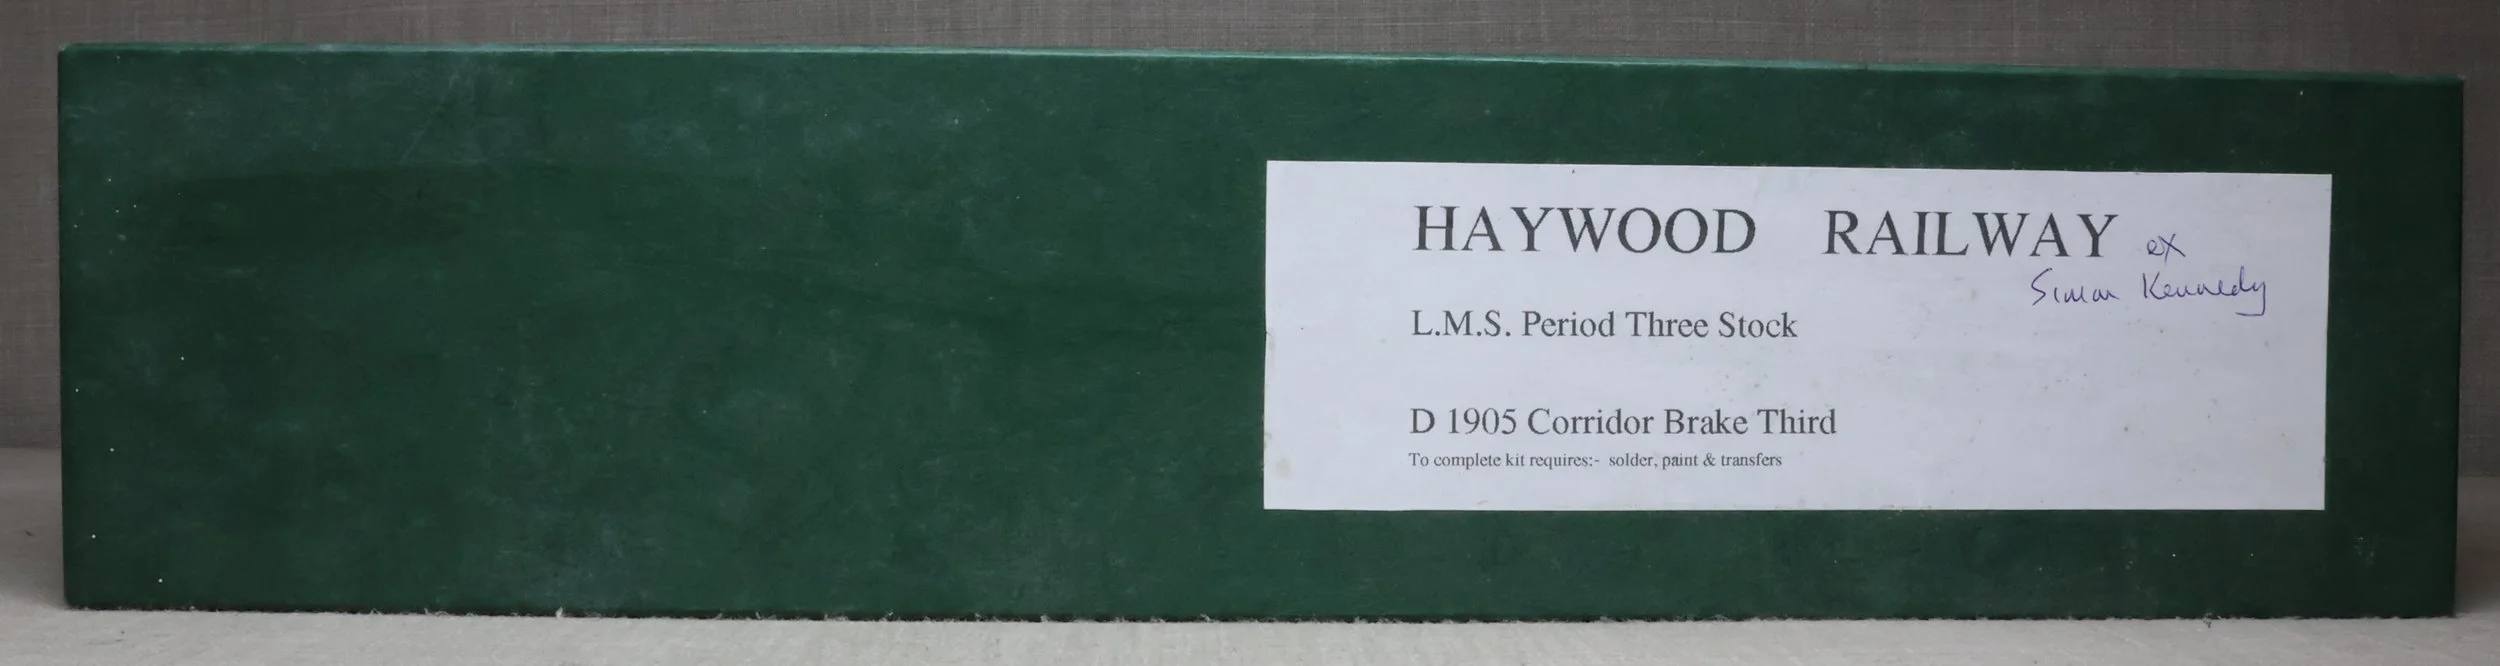 HAYWOOD RAILWAY ex
Simon Kennedy
L.M.S. Period Three Stock
D 1905 Corridor Brake Third
To complete kit requires:- solder, paint & transfers